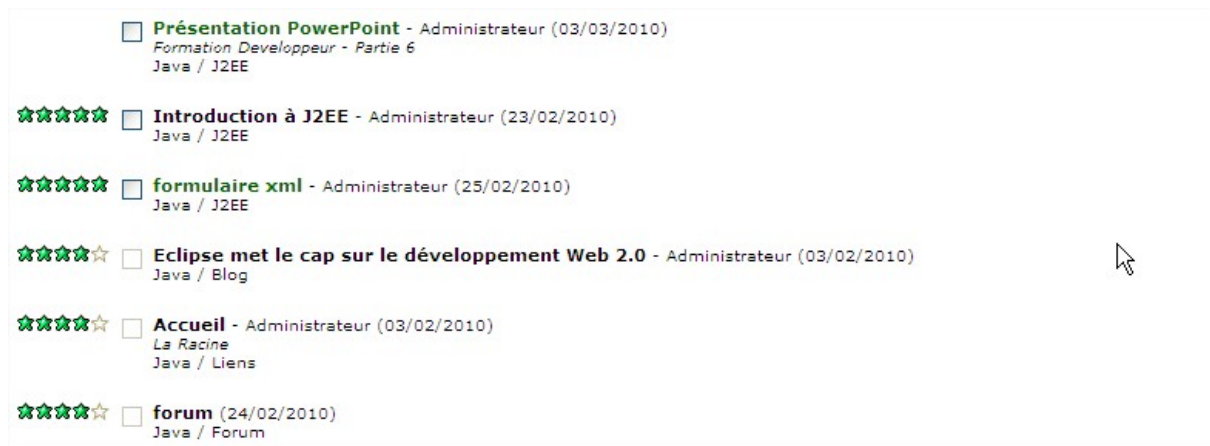 Présentation PowerPoint - Administrateur (03/03/2010)
Formation Developpeur - Partie 6
Java / J2EE
Introduction à J2EE - Administrateur (23/02/2010)
Java / J2EE
formulaire xml - Administrateur (25/02/2010)
Java / J2EE
Eclipse met le cap sur le développement Web 2.0 - Administrateur (03/02/2010)
Java / Blog
Accueil - Administrateur (03/02/2010)
La Racine
Java / Liens
forum (24/02/2010)
Java / Forum